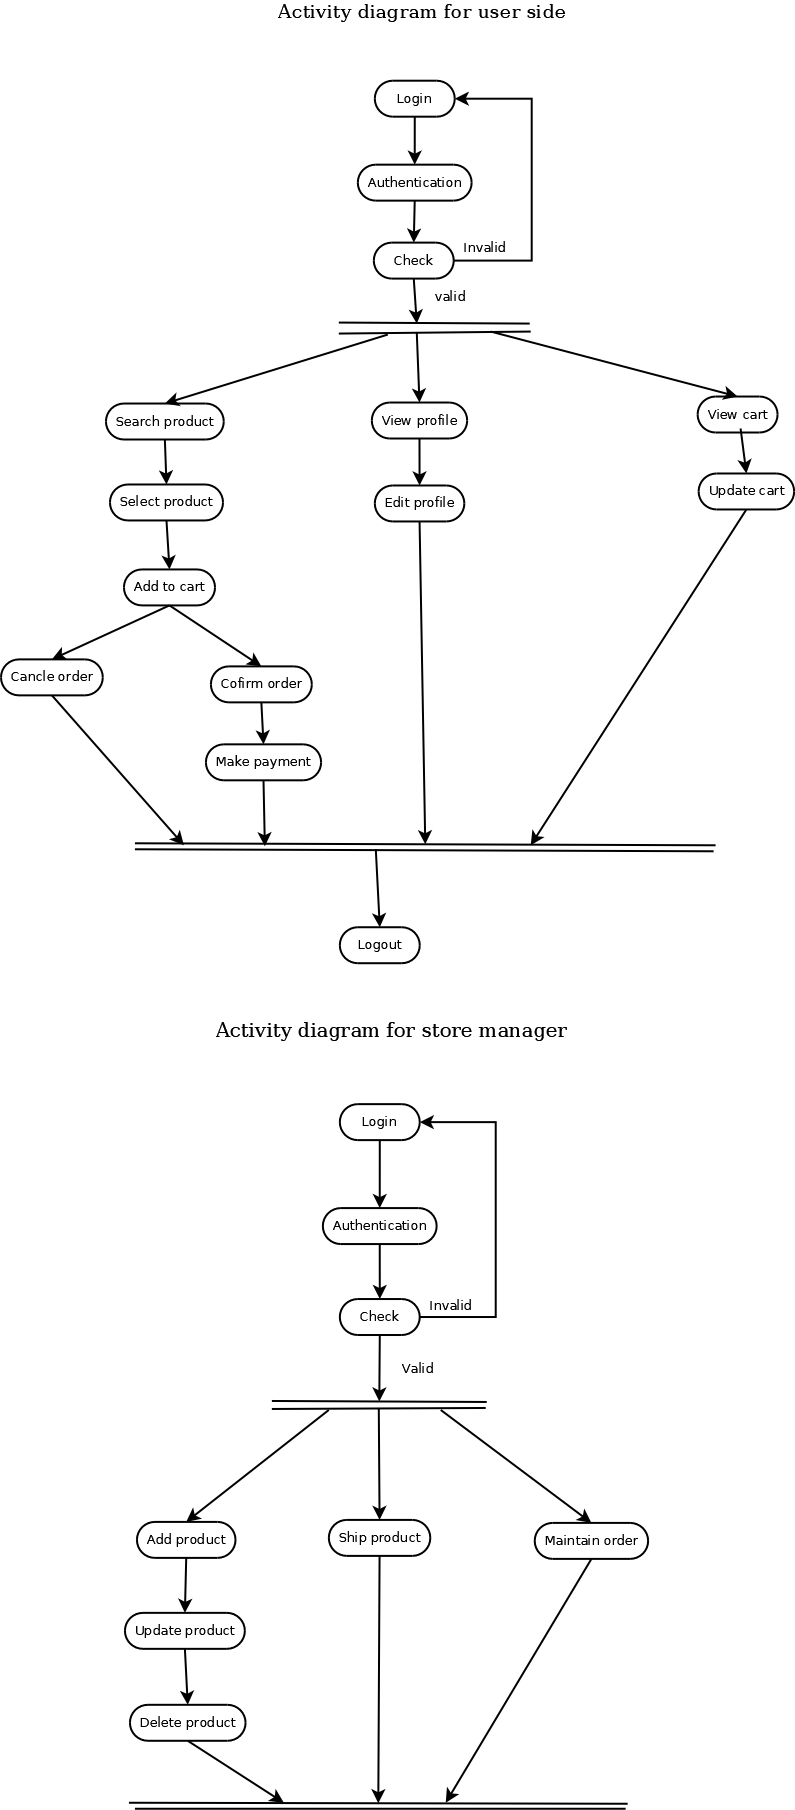 Activity diagram for user side
Login
Authentication
Check
Invalid
valid
Search product
View profile
View cart
Select product
Edit profile
Update cart
Add to cart
Cancle order
Cofirm order
Make payment
Logout
Activity diagram for store manager
Login
Authentication
Check
Invalid
Valid
Add product
Ship product
Maintain order
Update product
Delete product